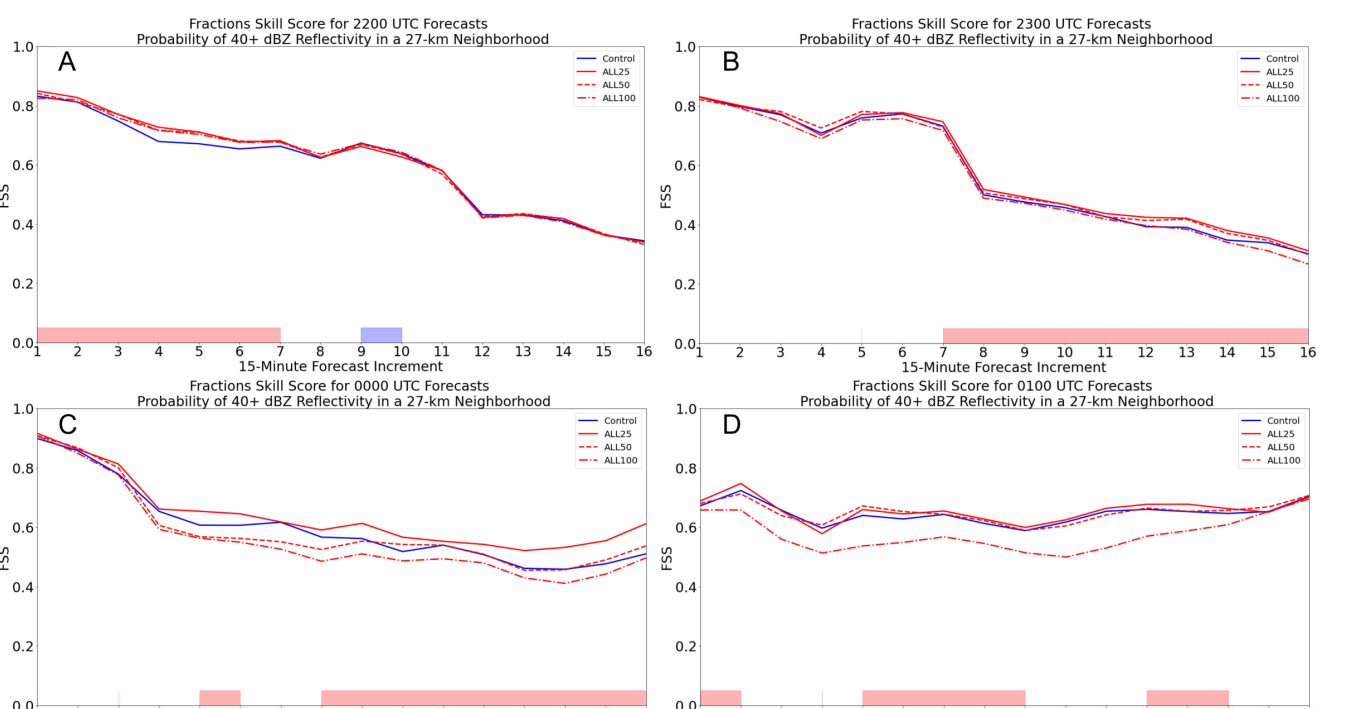 Fractions Skill Score for 2200 UTC Forecasts
Probability of 40+ dBZ Reflectivity in a 27-km Neighborhood
A
Control
ALL25
ALL50
ALL100
1.0
0.8
0.6
0.4
0.2
0.0
FSS
1 2 3 4 5 6 7 8 9 10 11 12 13 14 15 16
15-Minute Forecast Increment
Fractions Skill Score for 2300 UTC Forecasts
Probability of 40+ dBZ Reflectivity in a 27-km Neighborhood
B
Control
ALL25
ALL50
ALL100
1.0
0.8
0.6
0.4
0.2
0.0
FSS
1 2 3 4 5 6 7 8 9 10 11 12 13 14 15 16
15-Minute Forecast Increment
Fractions Skill Score for 0000 UTC Forecasts
Probability of 40+ dBZ Reflectivity in a 27-km Neighborhood
C
Control
ALL25
ALL50
ALL100
1.0
0.8
0.6
0.4
0.2
0.0
FSS
Fractions Skill Score for 0100 UTC Forecasts
Probability of 40+ dBZ Reflectivity in a 27-km Neighborhood
D
Control
ALL25
ALL50
ALL100
1.0
0.8
0.6
0.4
0.2
0.0
FSS